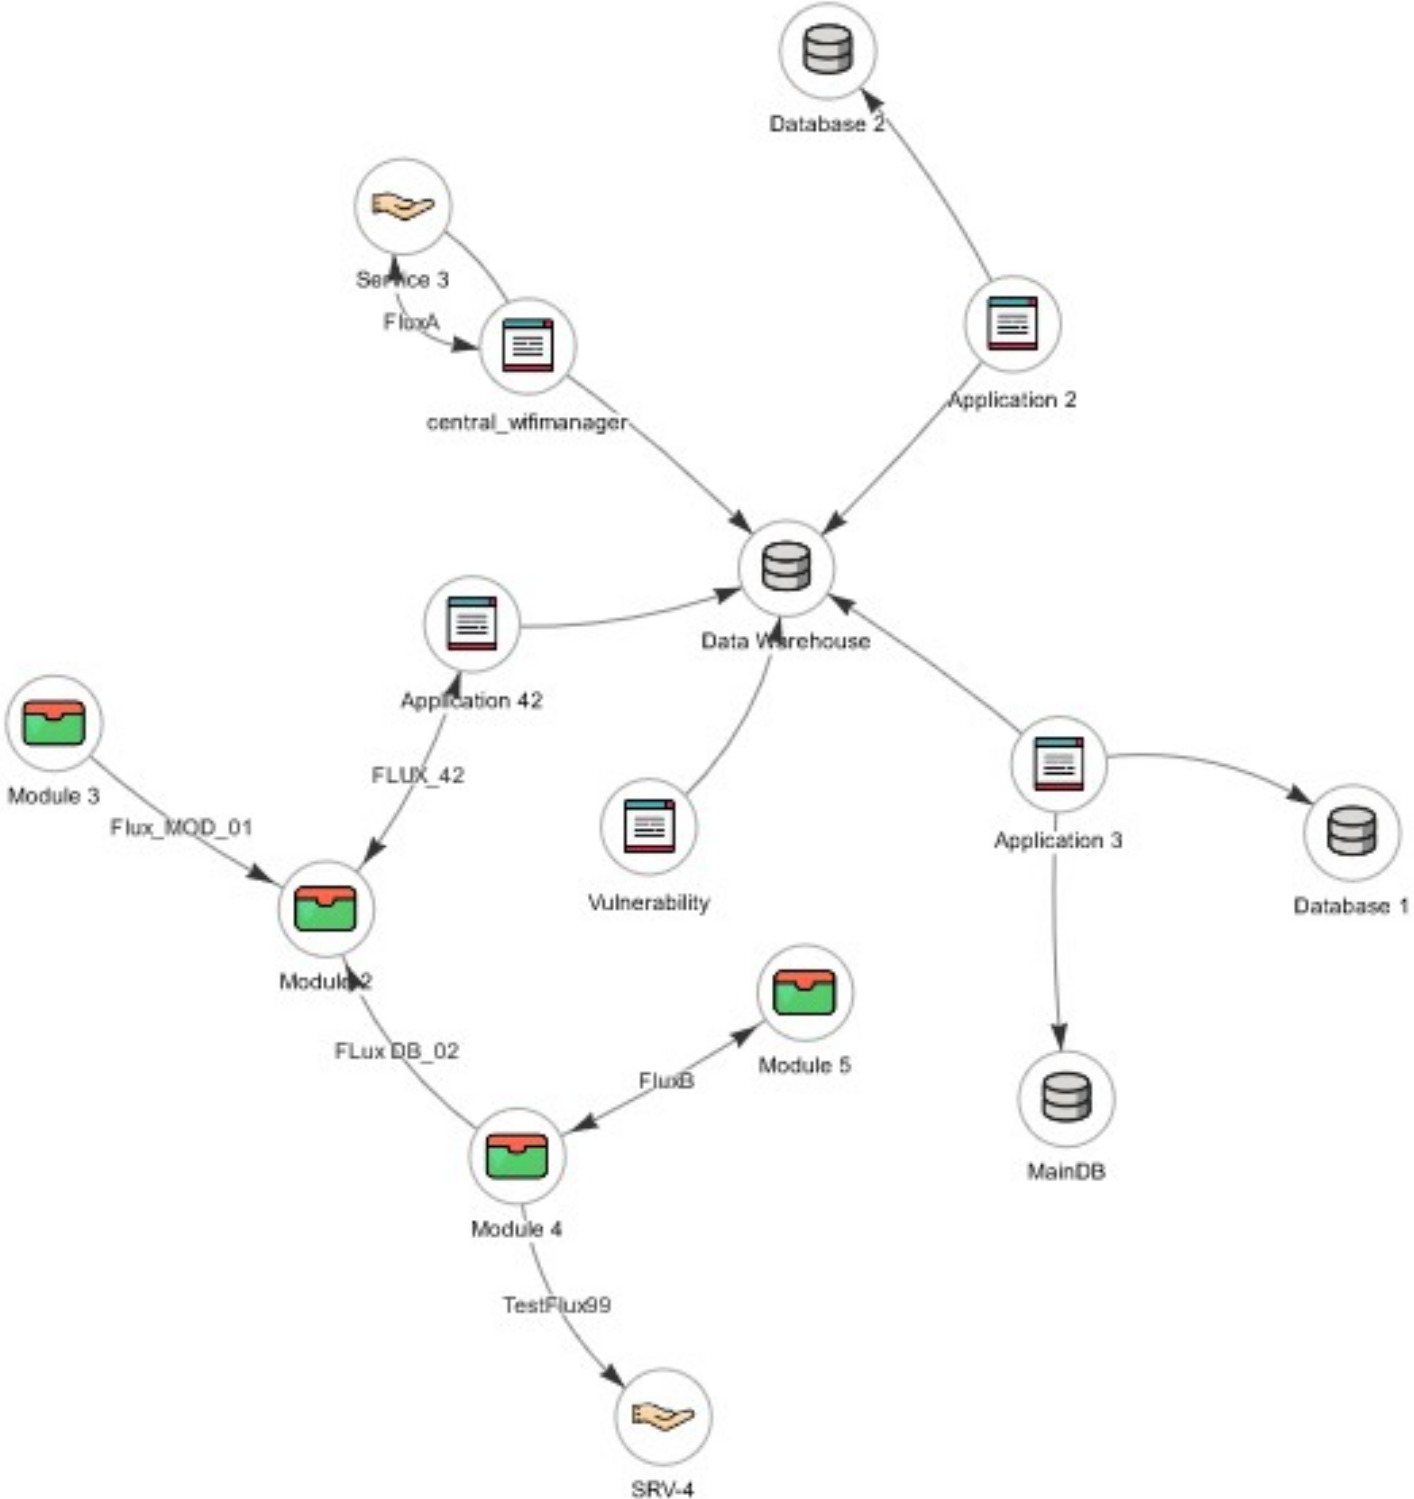 Database 2
Service 3
FluxA
Application 2
central_wifimanager
Data Warehouse
Application 42
FLUX_42
Module 3
Flux_MOD_01
Application 3
Vulnerability
Database 1
Module 2
FLux DB_02
Module 5
FluxB
MainDB
Module 4
TestFlux99
SRV-4